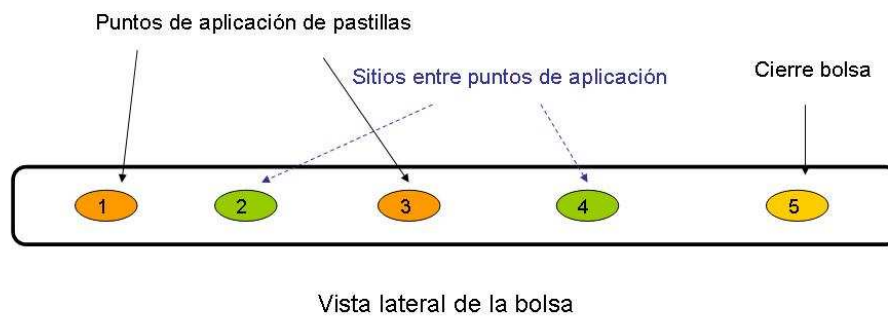 Puntos de aplicación de pastillas
Sitios entre puntos de aplicación
Cierre bolsa
1 2 3 4 5
Vista lateral de la bolsa